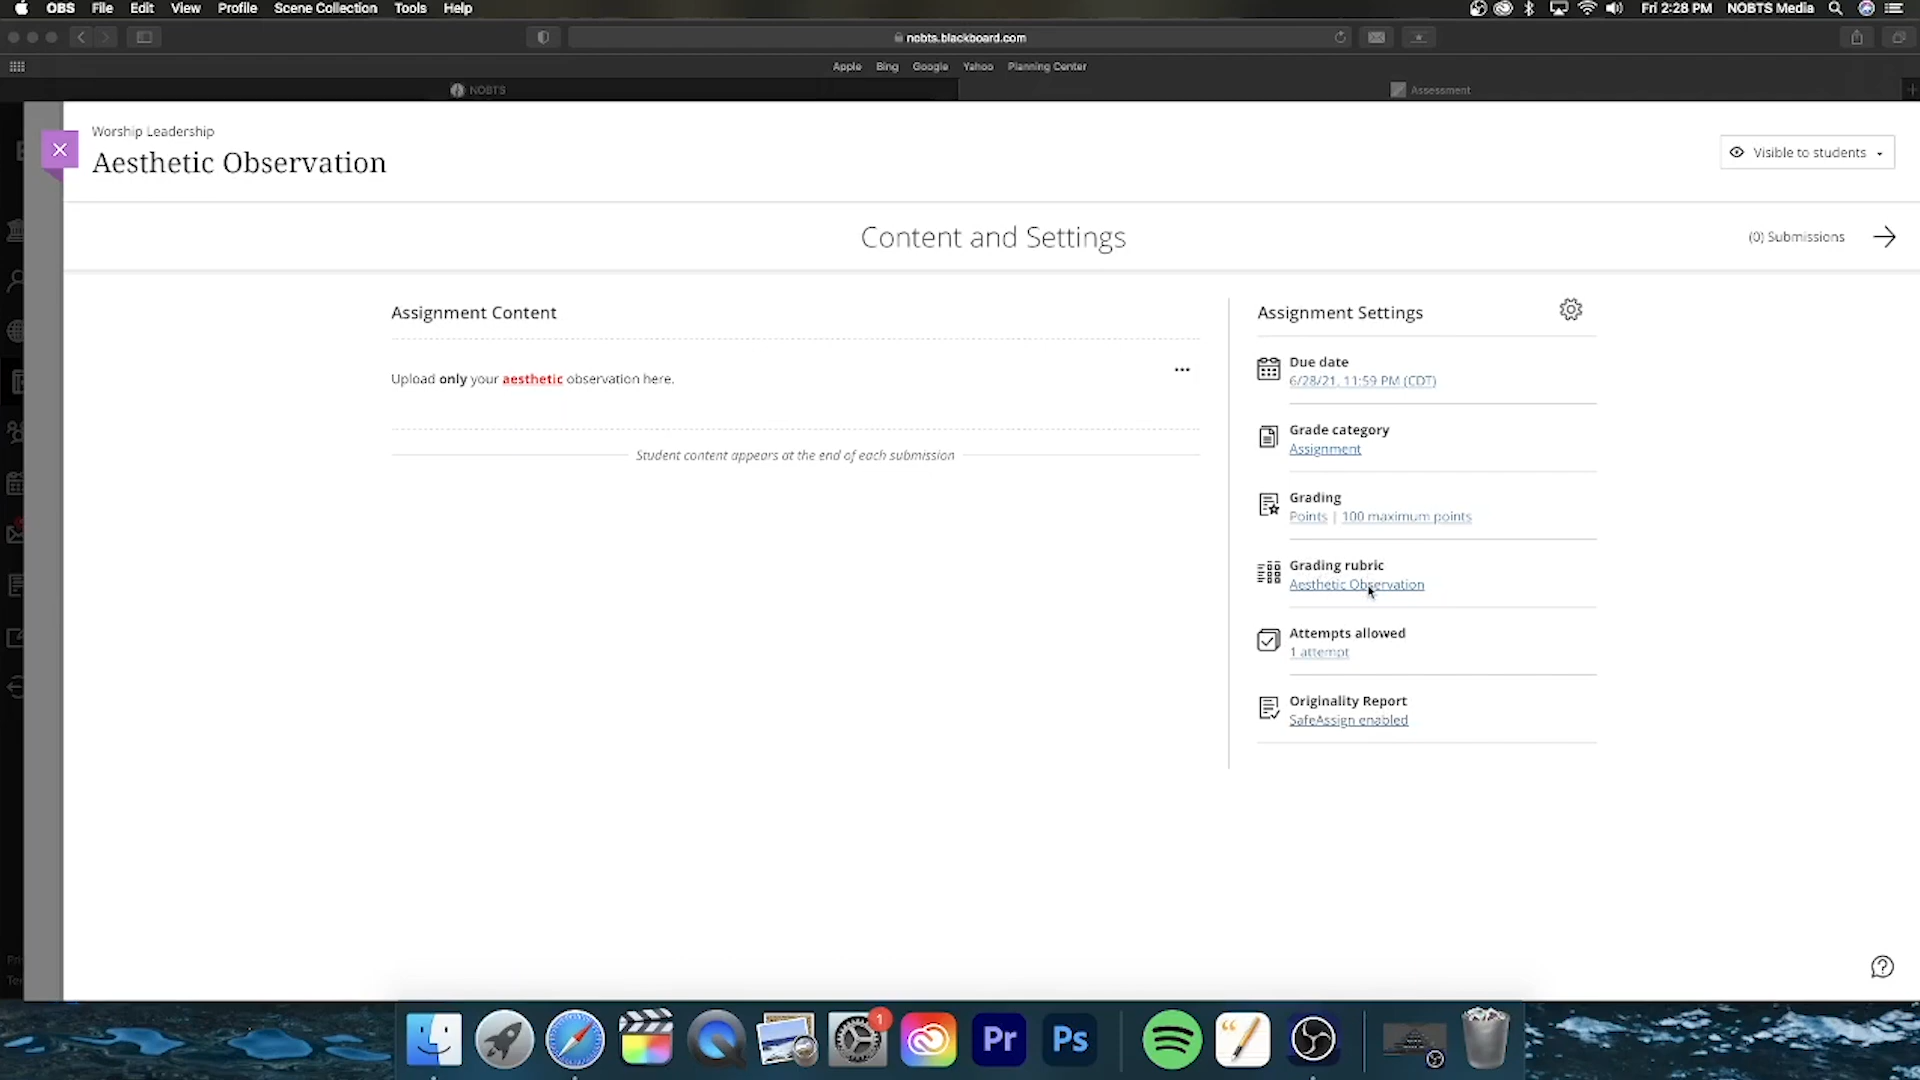 OBS File Edit View Profile Scene Collection Tools Help Fri 2:28 PM NOBTS Media
nobts.blackboard.com
Apple Bing Google Yahoo Planning Center
NOBTS Assessment
Worship Leadership
Aesthetic Observation
Visible to students
Content and Settings
(0) Submissions
Assignment Content
Upload only your aesthetic observation here.
Student content appears at the end of each submission
Assignment Settings
Due date
6/28/21, 11:59 PM (CDT)
Grade category
Assignment
Grading
Points | 100 maximum points
Grading rubric
Aesthetic Observation
Attempts allowed
1 attempt
Originality Report
SafeAssign enabled
Pri
Ter
1
Pr
Ps